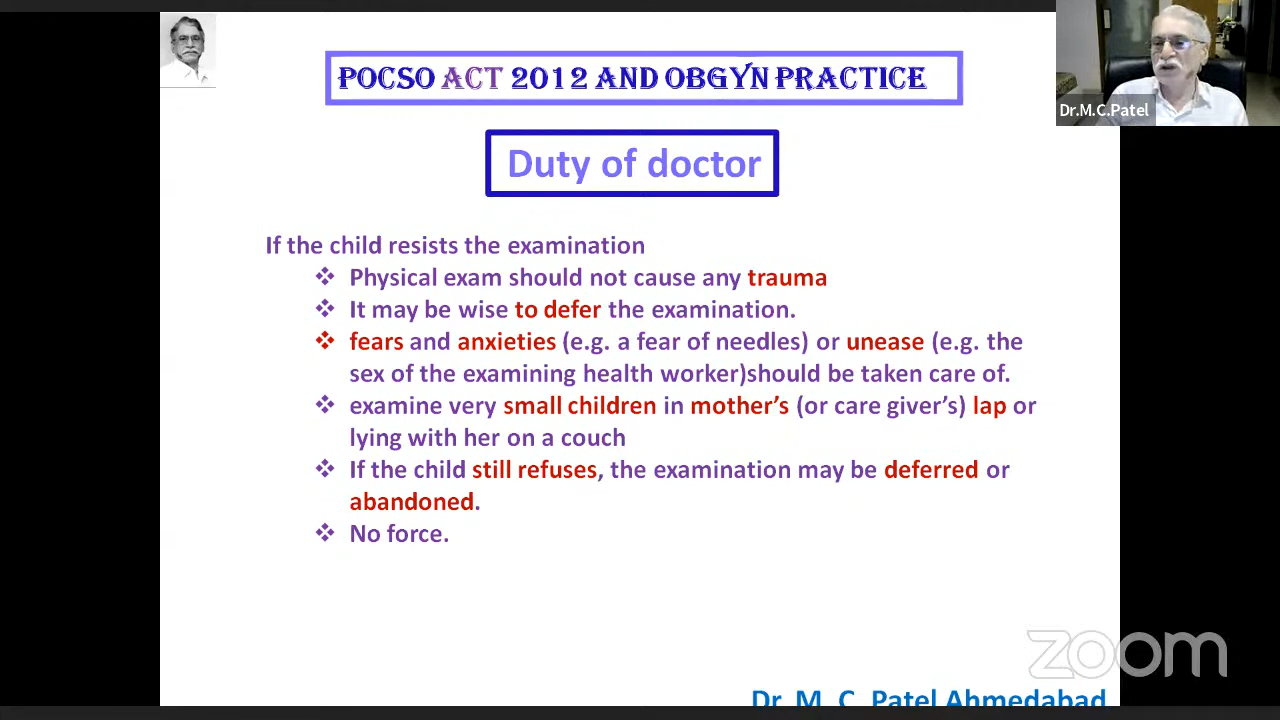 POCSO ACT 2012 AND OBGYN PRACTICE
Dr.M.C.Patel
Duty of doctor
If the child resists the examination
❖ Physical exam should not cause any trauma
❖ It may be wise to defer the examination.
❖ fears and anxieties (e.g. a fear of needles) or unease (e.g. the
sex of the examining health worker)should be taken care of.
❖ examine very small children in mother's (or care giver's) lap or
lying with her on a couch
❖ If the child still refuses, the examination may be deferred or
abandoned.
❖ No force.
zoom
Dr. M. C. Patel Ahmedabad